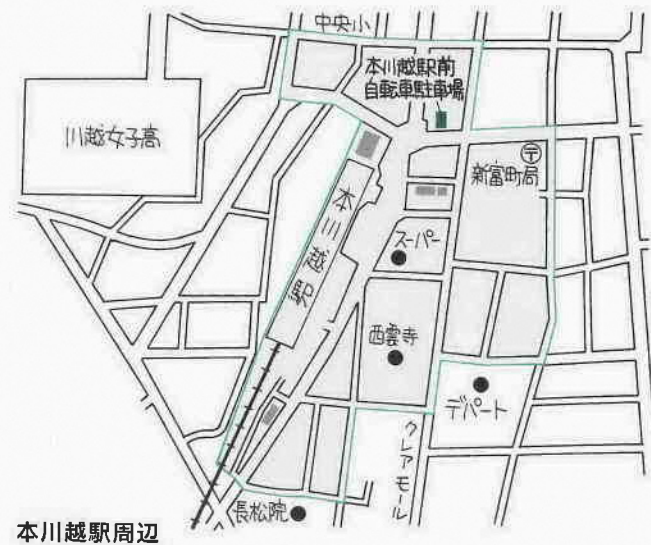 中央小
本川越駅前
自転車駐車場
川越女子高
〒
新富町局
本川越駅
スーパー
西雲寺
デパート
クレアモール
長松院
本川越駅周辺